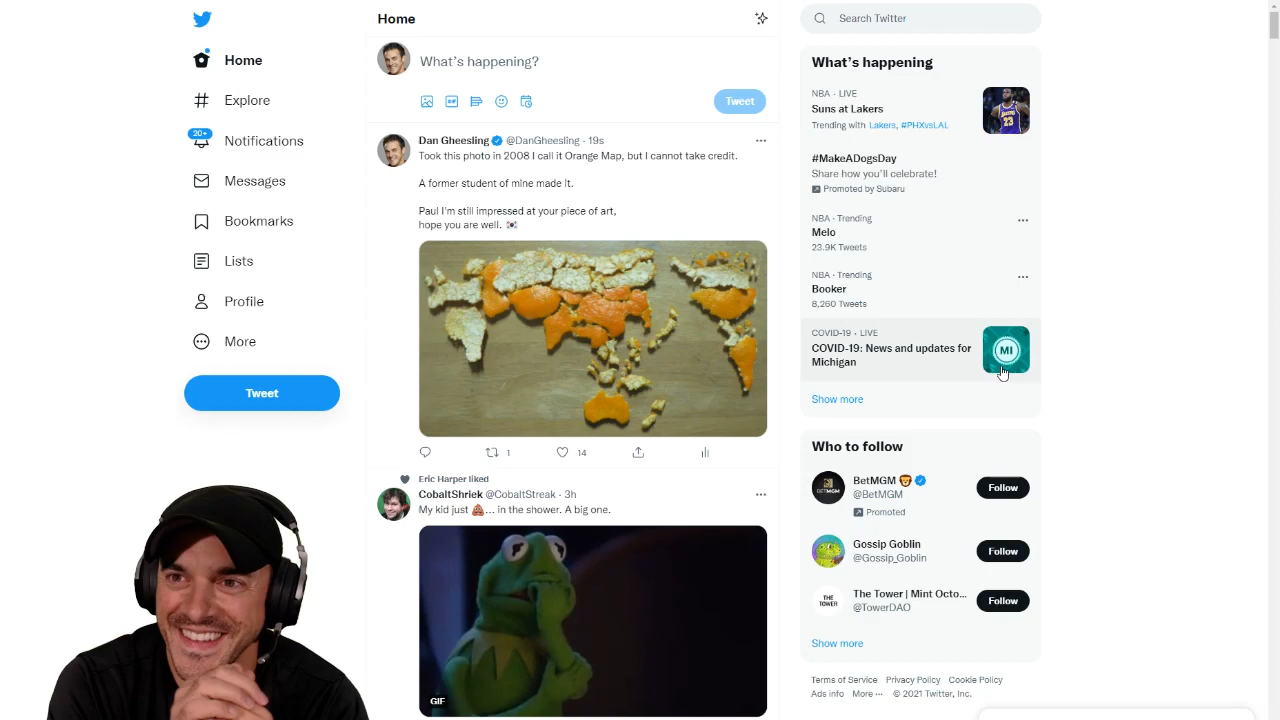 Home
Explore
20+
Notifications
Messages
Bookmarks
Lists
Profile
More
Tweet
Home
What's happening?
GIF
Tweet
Dan Gheesling @DanGheesling · 19s
Took this photo in 2008 I call it Orange Map, but I cannot take credit.
A former student of mine made it.
Paul I'm still impressed at your piece of art,
hope you are well. 🇰🇷
1
14
Eric Harper liked
CobaltShriek @CobaltStreak · 3h
My kid just 💩... in the shower. A big one.
GIF
Search Twitter
What's happening
NBA · LIVE
Suns at Lakers
Trending with Lakers, #PHXvsLAL
23
#MakeADogsDay
Share how you'll celebrate!
Promoted by Subaru
NBA · Trending
Melo
23.9K Tweets
NBA · Trending
Booker
8,260 Tweets
COVID-19 · LIVE
COVID-19: News and updates for
Michigan
MI
Show more
Who to follow
BetMGM 🦁
@BetMGM
Promoted
Follow
BETMGM
Gossip Goblin
@Gossip_Goblin
Follow
THE
TOWER
The Tower | Mint Octo...
@TowerDAO
Follow
Show more
Terms of Service Privacy Policy Cookie Policy
Ads info More ··· © 2021 Twitter, Inc.